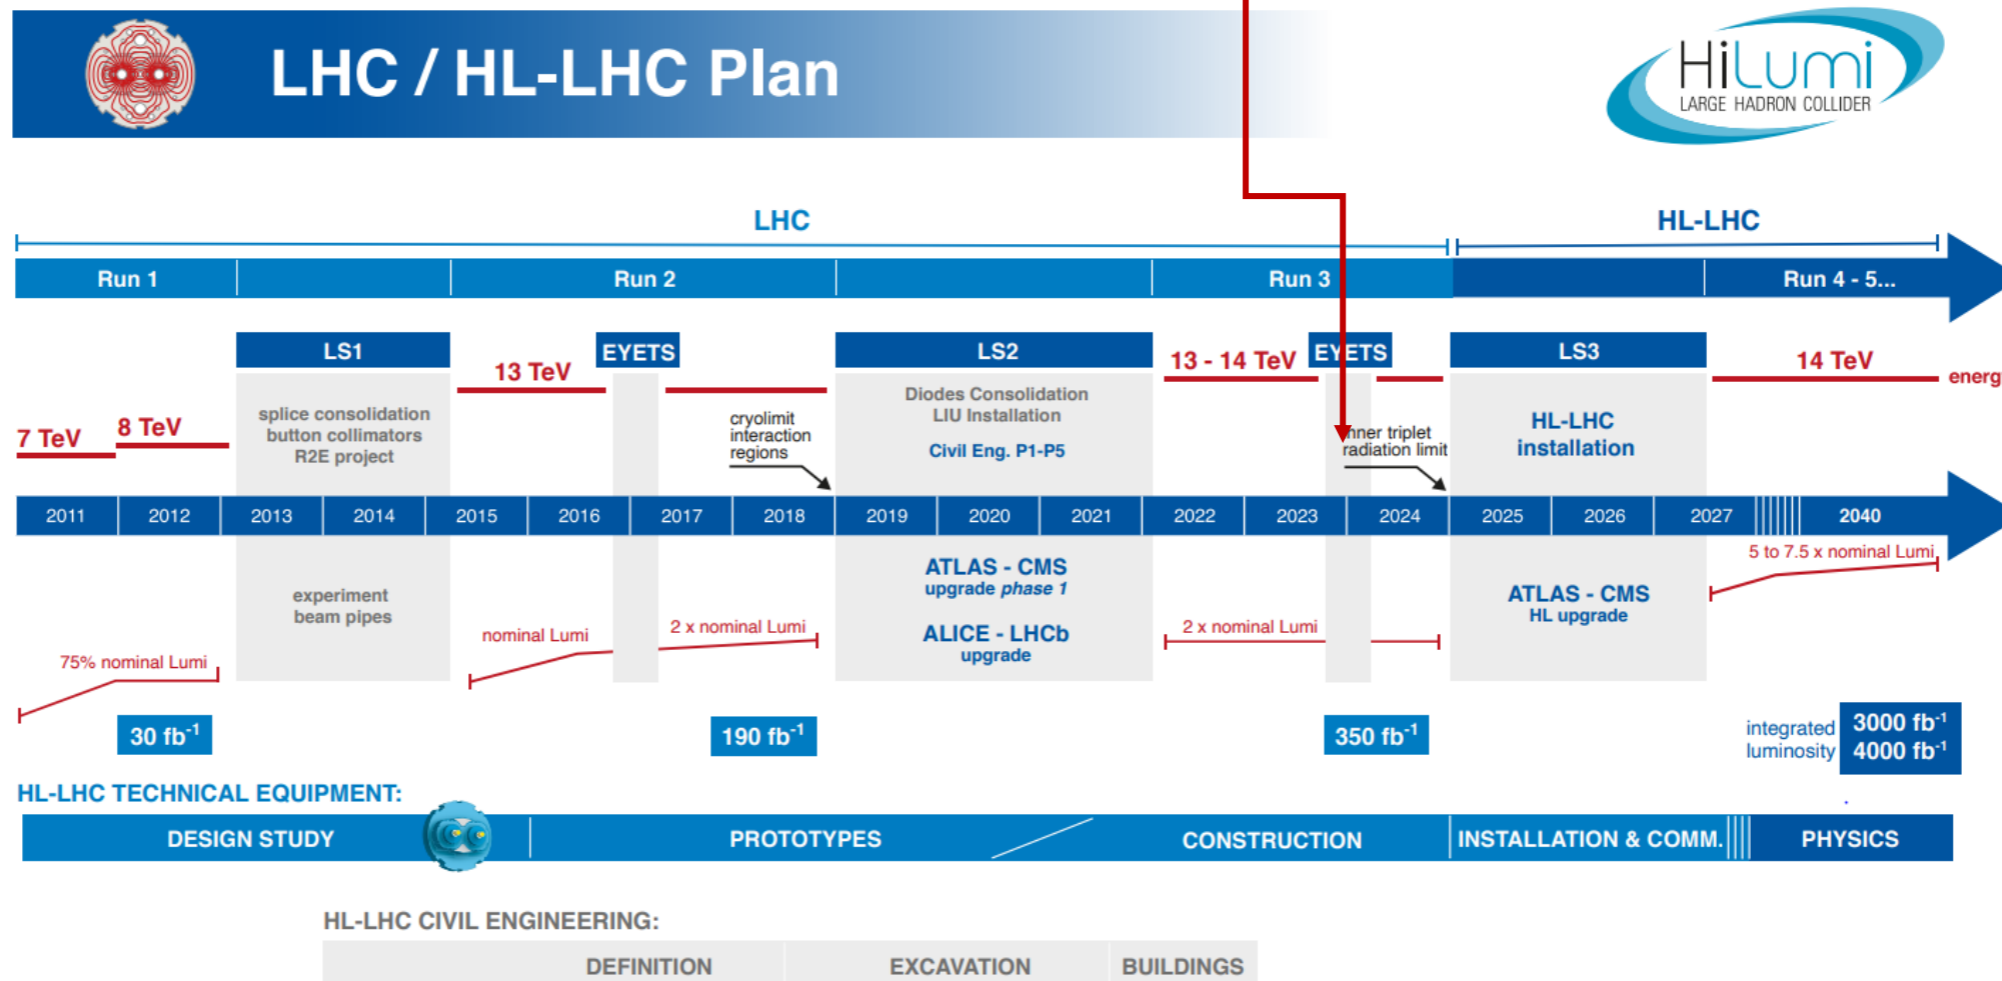 LHC / HL-LHC Plan
HiLumi
LARGE HADRON COLLIDER
LHC
HL-LHC
Run 1
Run 2
Run 3
Run 4 - 5...
LS1
EYETS
LS2
EYETS
LS3
13 TeV
13 - 14 TeV
14 TeV
energ
7 TeV
8 TeV
splice consolidation
button collimators
R2E project
cryolimit
interaction
regions
Diodes Consolidation
LIU Installation
Civil Eng. P1-P5
nner triplet
radiation limit
HL-LHC
installation
2011 2012 2013 2014 2015 2016 2017 2018 2019 2020 2021 2022 2023 2024 2025 2026 2027 2040
5 to 7.5 x nominal Lumi
experiment
beam pipes
ATLAS - CMS
upgrade phase 1
ALICE - LHCb
upgrade
ATLAS - CMS
HL upgrade
75% nominal Lumi
nominal Lumi
2 x nominal Lumi
2 x nominal Lumi
30 fb⁻¹
190 fb⁻¹
350 fb⁻¹
integrated
luminosity
3000 fb⁻¹
4000 fb⁻¹
HL-LHC TECHNICAL EQUIPMENT:
DESIGN STUDY
PROTOTYPES
CONSTRUCTION
INSTALLATION & COMM.
PHYSICS
HL-LHC CIVIL ENGINEERING:
DEFINITION
EXCAVATION
BUILDINGS